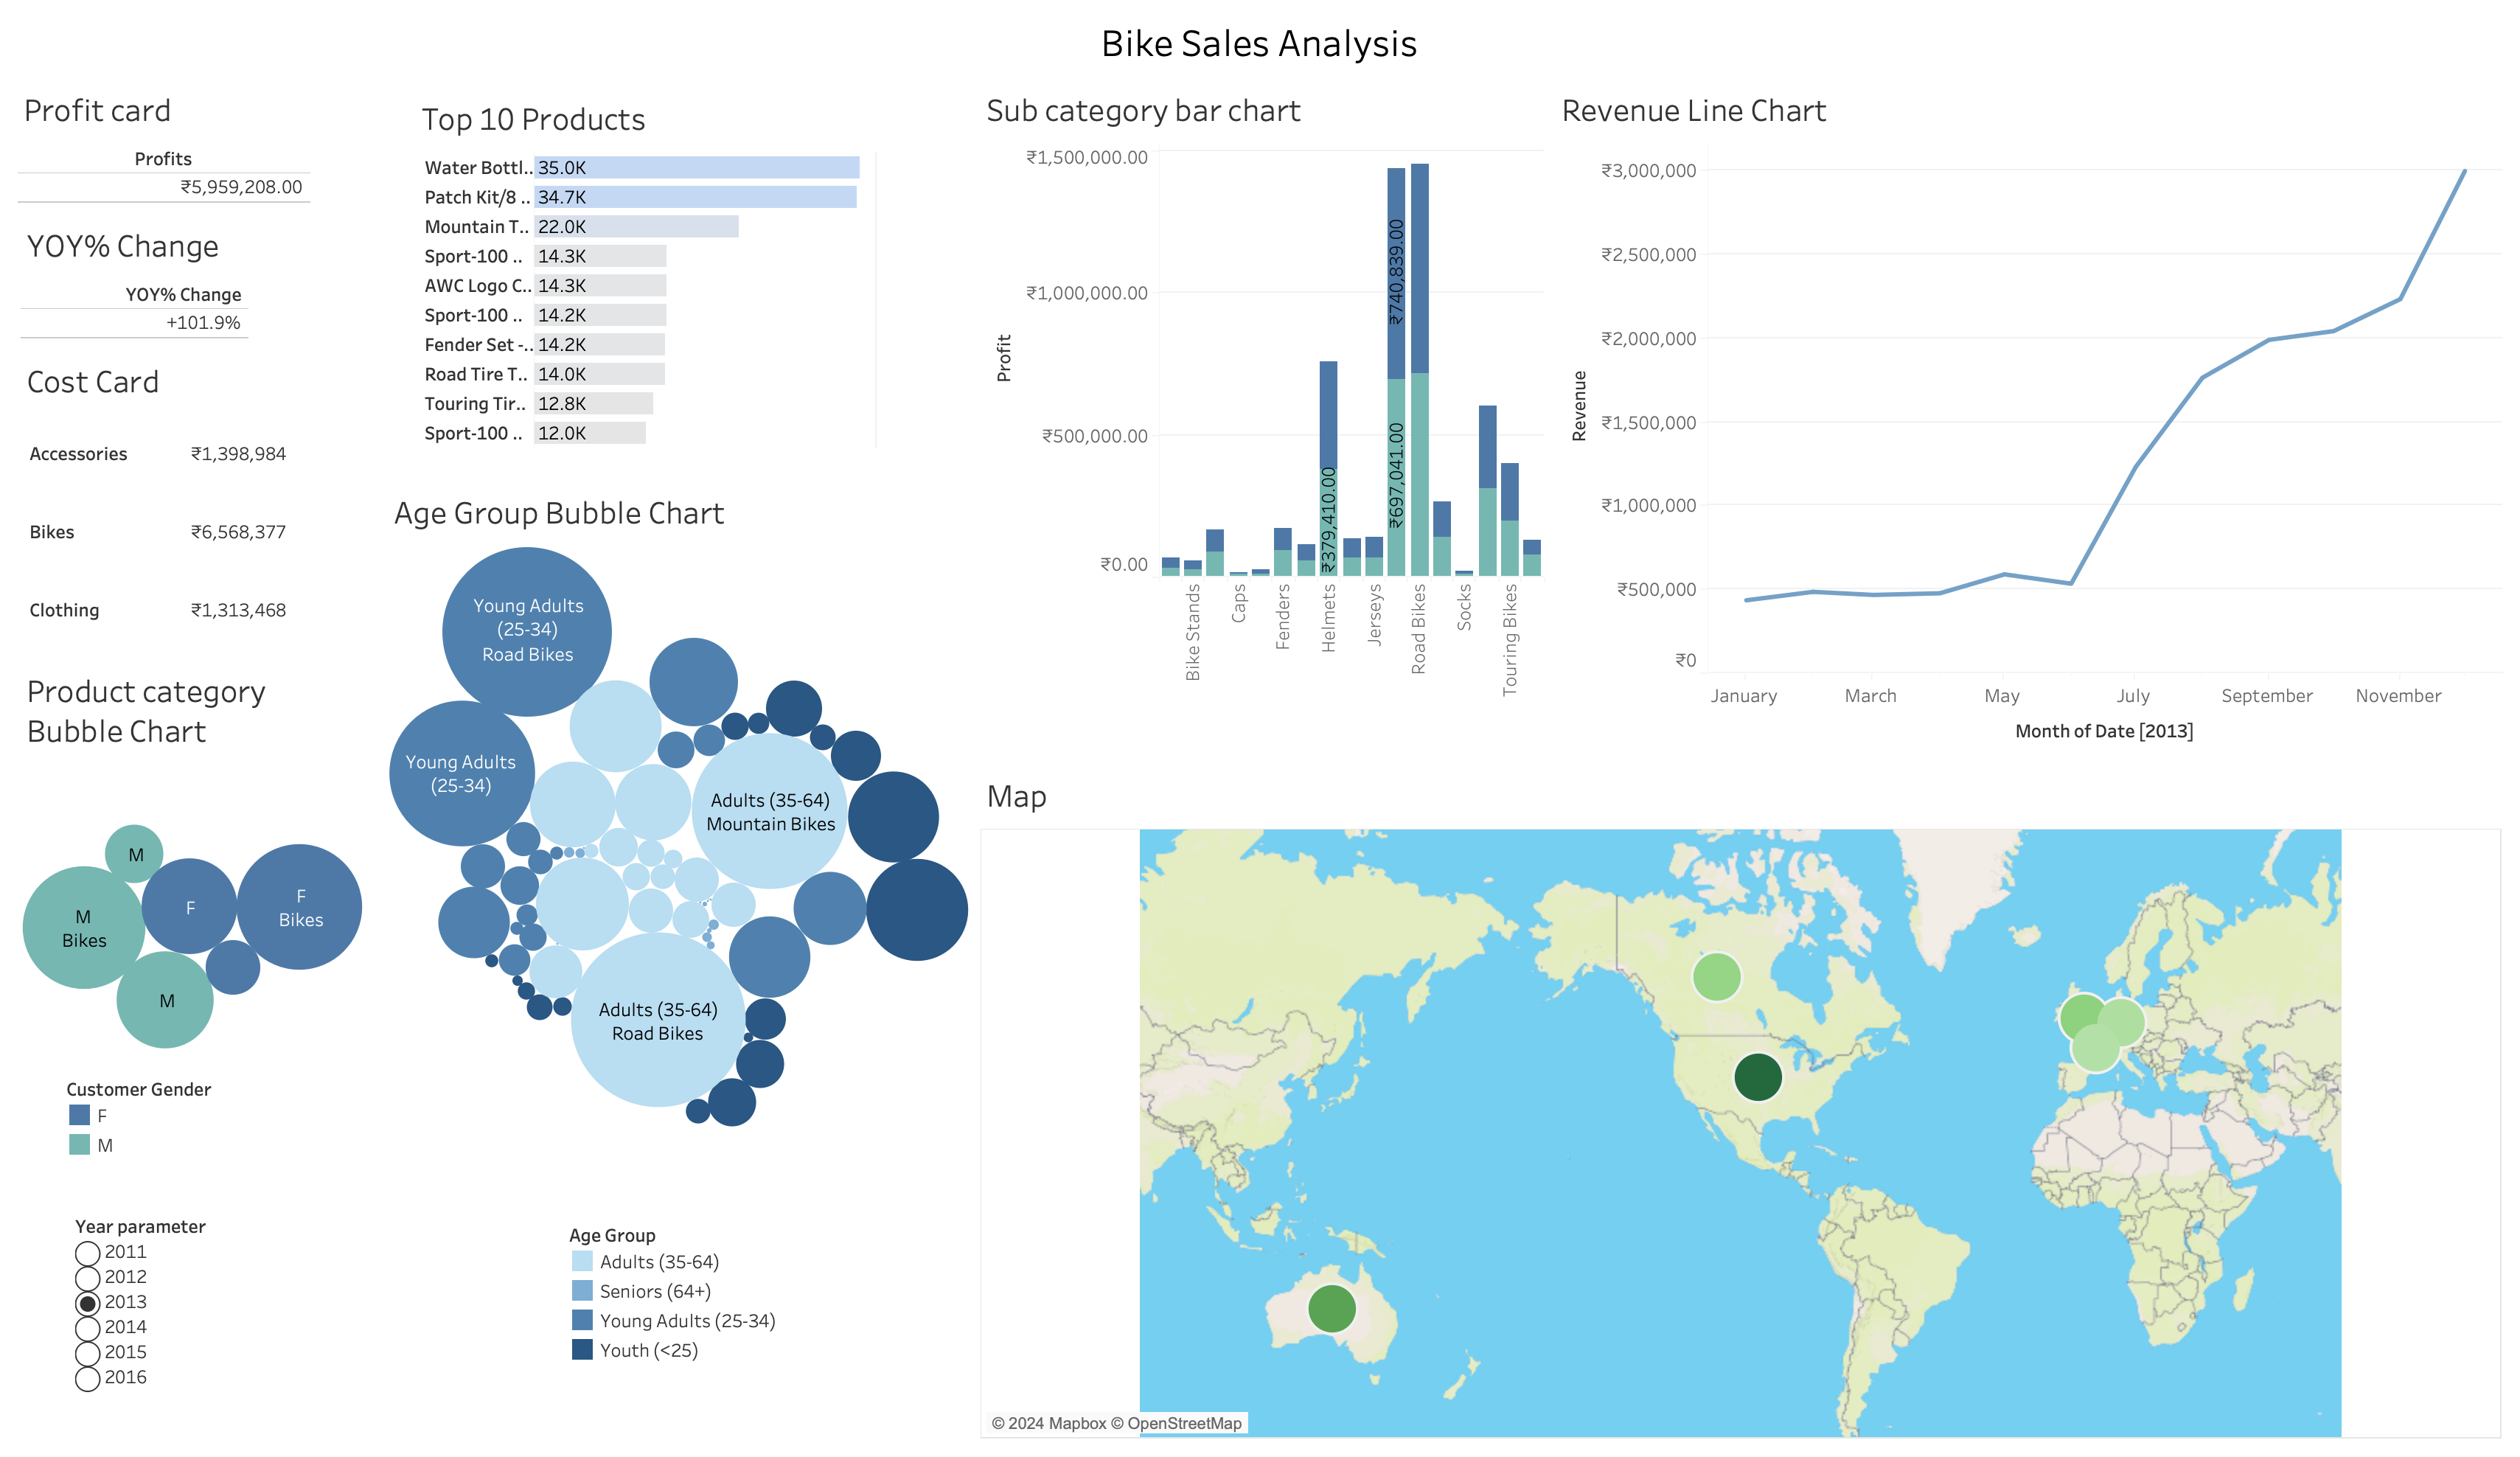 Bike Sales Analysis
Profit card
Profits
₹5,959,208.00
YOY% Change
YOY% Change
+101.9%
Cost Card
Accessories ₹1,398,984
Bikes ₹6,568,377
Clothing ₹1,313,468
Product category
Bubble Chart
M
M
Bikes
F
F
Bikes
M
Customer Gender
F
M
Year parameter
2011
2012
2013
2014
2015
2016
Top 10 Products
Water Bottl.. 35.0K
Patch Kit/8 .. 34.7K
Mountain T.. 22.0K
Sport-100 .. 14.3K
AWC Logo C.. 14.3K
Sport-100 .. 14.2K
Fender Set -.. 14.2K
Road Tire T.. 14.0K
Touring Tir.. 12.8K
Sport-100 .. 12.0K
Age Group Bubble Chart
Young Adults
(25-34)
Road Bikes
Young Adults
(25-34)
Adults (35-64)
Mountain Bikes
Adults (35-64)
Road Bikes
Age Group
Adults (35-64)
Seniors (64+)
Young Adults (25-34)
Youth (<25)
Sub category bar chart
Profit
₹1,500,000.00
₹1,000,000.00
₹500,000.00
₹0.00
₹379,410.00
₹740,839.00
₹697,041.00
Bike Stands
Caps
Fenders
Helmets
Jerseys
Road Bikes
Socks
Touring Bikes
Revenue Line Chart
Revenue
₹3,000,000
₹2,500,000
₹2,000,000
₹1,500,000
₹1,000,000
₹500,000
₹0
January March May July September November
Month of Date [2013]
Map
© 2024 Mapbox © OpenStreetMap